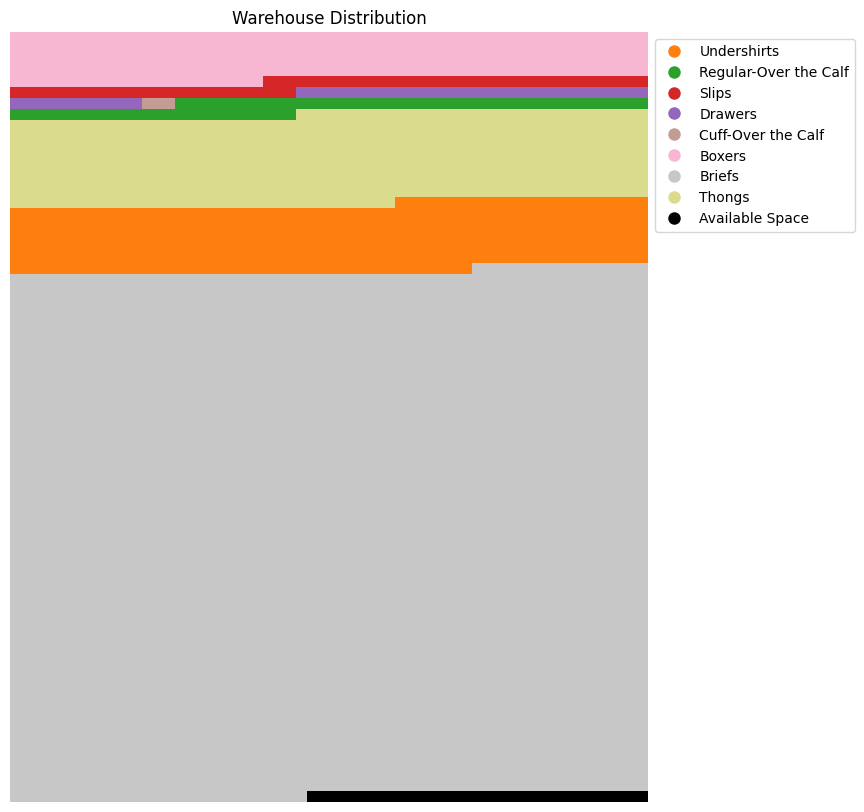 Warehouse Distribution
Undershirts
Regular-Over the Calf
Slips
Drawers
Cuff-Over the Calf
Boxers
Briefs
Thongs
Available Space